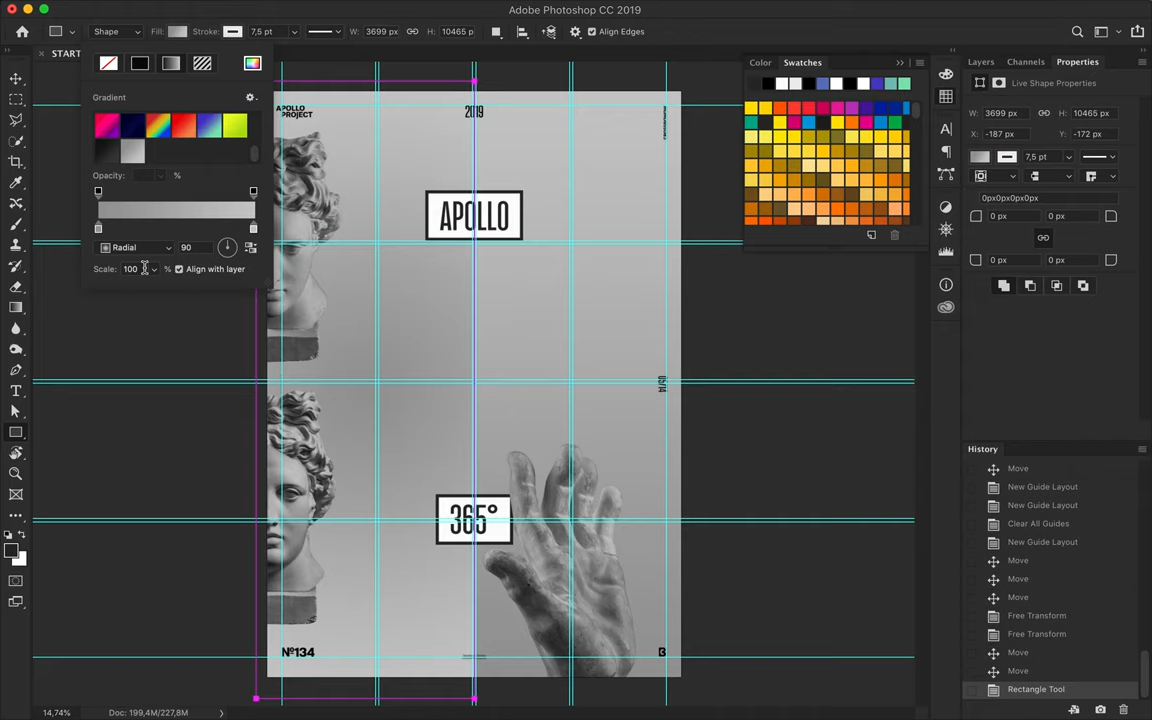 Adobe Photoshop CC 2019
Shape
Fill:
Stroke:
7,5 pt
W: 3699 px
H: 10465 p
Align Edges
START
Gradient
Opacity:
%
Radial
90
Scale: 100 % Align with layer
APOLLO
PROJECT
2019
APOLLO
05/14
365°
Nº134
B
Color
Swatches
Layers
Channels
Properties
Live Shape Properties
W: 3699 px
H: 10465 px
X: -187 px
Y: -172 px
7,5 pt
0px0px0px0px
0 px
0 px
0 px
0 px
History
Move
New Guide Layout
New Guide Layout
Clear All Guides
New Guide Layout
Move
Move
Move
Free Transform
Free Transform
Move
Move
Rectangle Tool
14,74%
Doc: 199,4M/227,8M